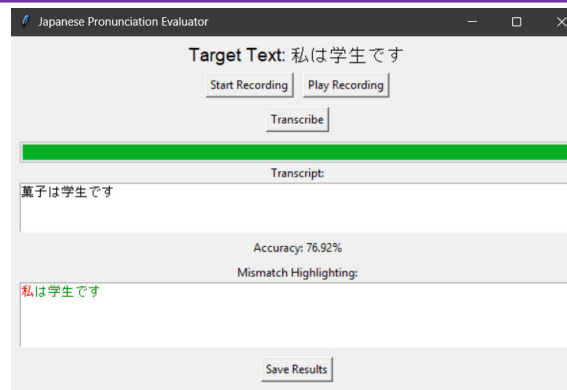 Japanese Pronunciation Evaluator
Target Text: 私は学生です
Start Recording Play Recording
Transcribe
Transcript:
菓子は学生です
Accuracy: 76.92%
Mismatch Highlighting:
私は学生です
Save Results